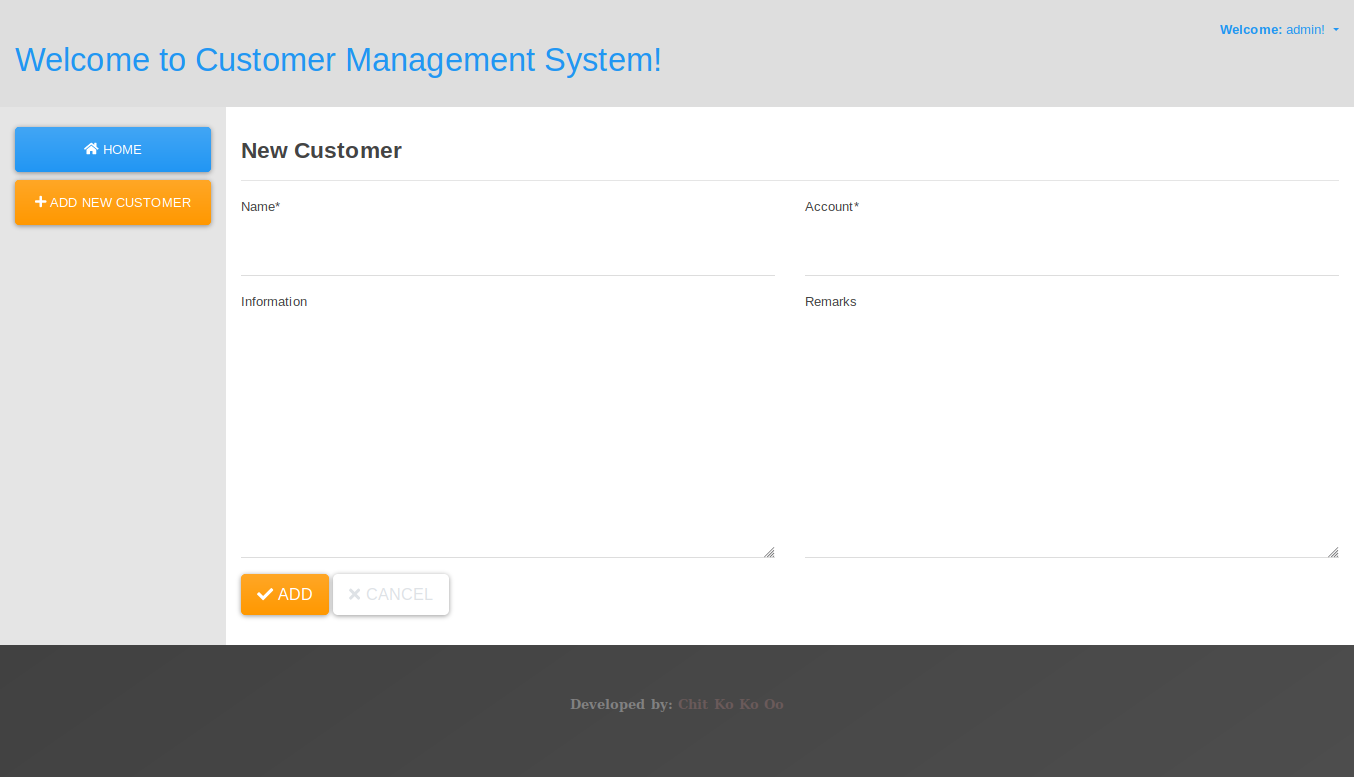 Welcome: admin!
Welcome to Customer Management System!
HOME
ADD NEW CUSTOMER
New Customer
Name*
Account*
Information
Remarks
ADD
CANCEL
Developed by: Chit Ko Ko Oo